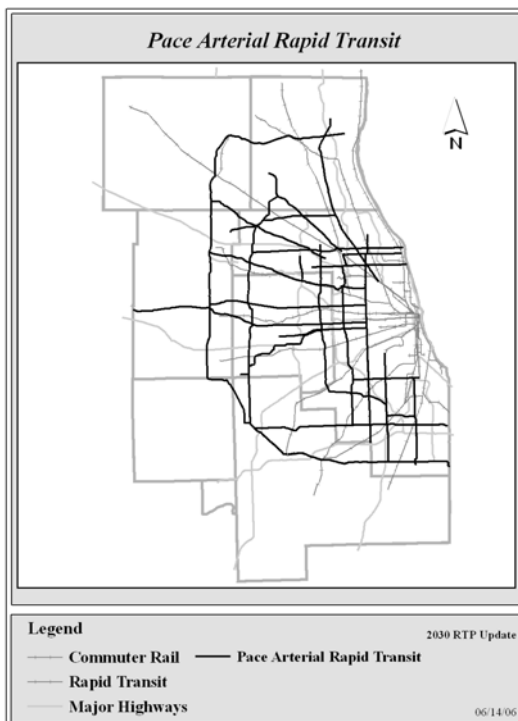 Pace Arterial Rapid Transit
N
Legend
2030 RTP Update
Commuter Rail
Pace Arterial Rapid Transit
Rapid Transit
Major Highways
06/14/06